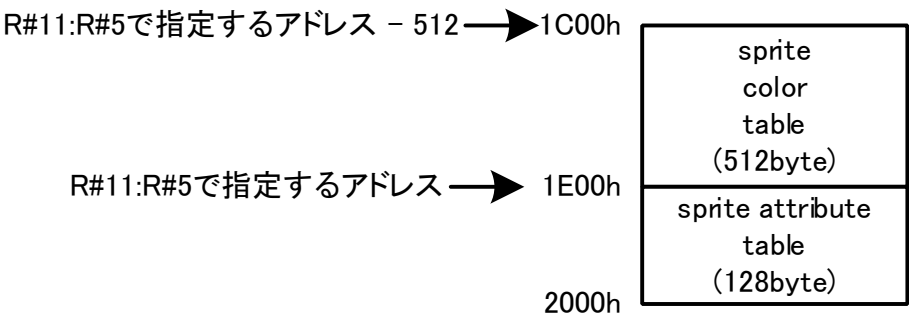 R#11:R#5で指定するアドレス - 512
1C00h
sprite
color
table
(512byte)
R#11:R#5で指定するアドレス
1E00h
sprite attribute
table
(128byte)
2000h